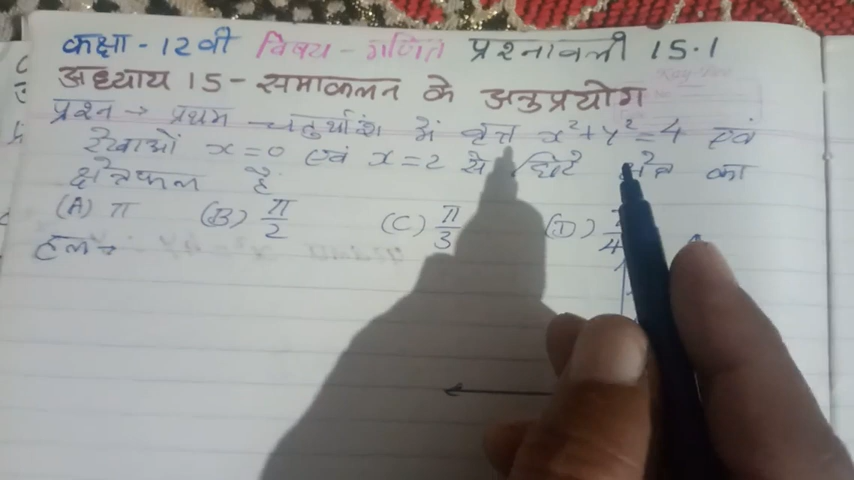 कक्षा - 12वी विषय - गणित प्रश्नावली 15.1
अध्याय 15 - समाकलन के अनुप्रयोग
प्रश्न → प्रथम चतुर्थांश में वृत्त x²+y²=4 एवं
रेखाओं x=0 एवं x=2 से घिरे क्षेत्र का
क्षेत्रफल है
(A) π (B) π/2 (C) π/3 (D) π/4
हल →